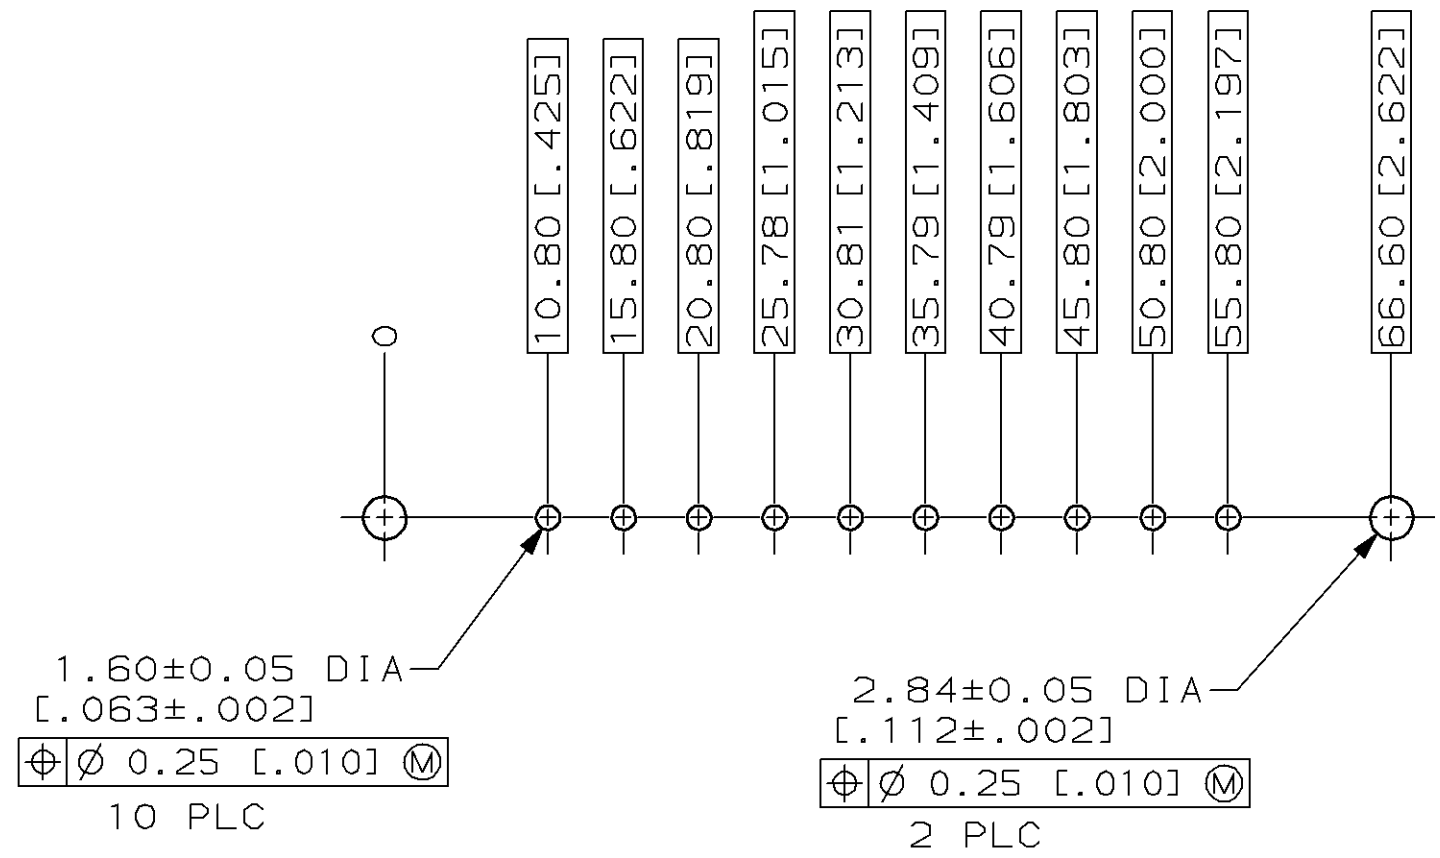 0
10.80 [.425]
15.80 [.622]
20.80 [.819]
25.78 [1.015]
30.81 [1.213]
35.79 [1.409]
40.79 [1.606]
45.80 [1.803]
50.80 [2.000]
55.80 [2.197]
66.60 [2.622]
1.60±0.05 DIA
[.063±.002]
⌖ Ø 0.25 [.010] Ⓜ
10 PLC
2.84±0.05 DIA
[.112±.002]
⌖ Ø 0.25 [.010] Ⓜ
2 PLC